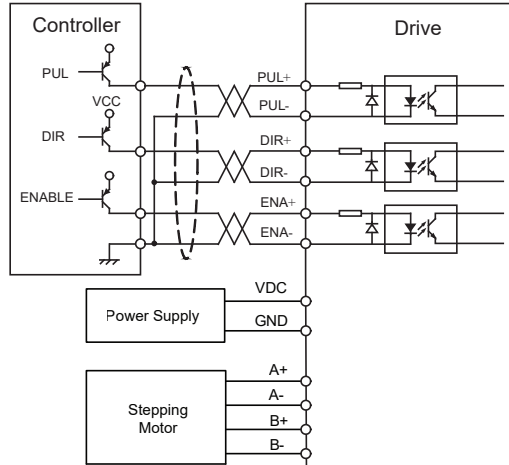 Controller
Drive
PUL
PUL+
PUL-
VCC
DIR
DIR+
DIR-
ENABLE
ENA+
ENA-
Power Supply
VDC
GND
Stepping
Motor
A+
A-
B+
B-